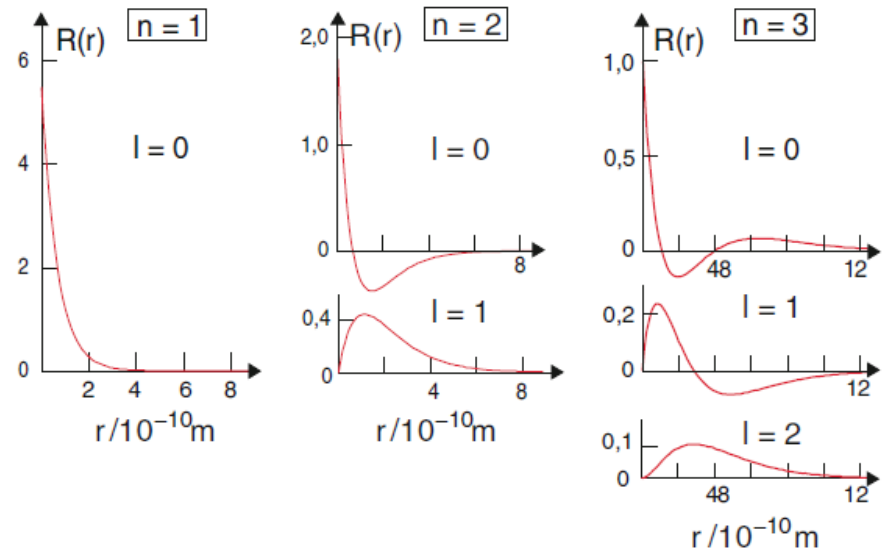 R(r)
n = 1
6
4
2
0
l = 0
2 4 6 8
r /10⁻¹⁰m
R(r)
n = 2
2,0
1,0
0
l = 0
8
0,4
0
l = 1
4 8
r /10⁻¹⁰m
R(r)
n = 3
1,0
0,5
0
l = 0
48 12
0,2
0
l = 1
12
0,1
0
l = 2
48 12
r /10⁻¹⁰m